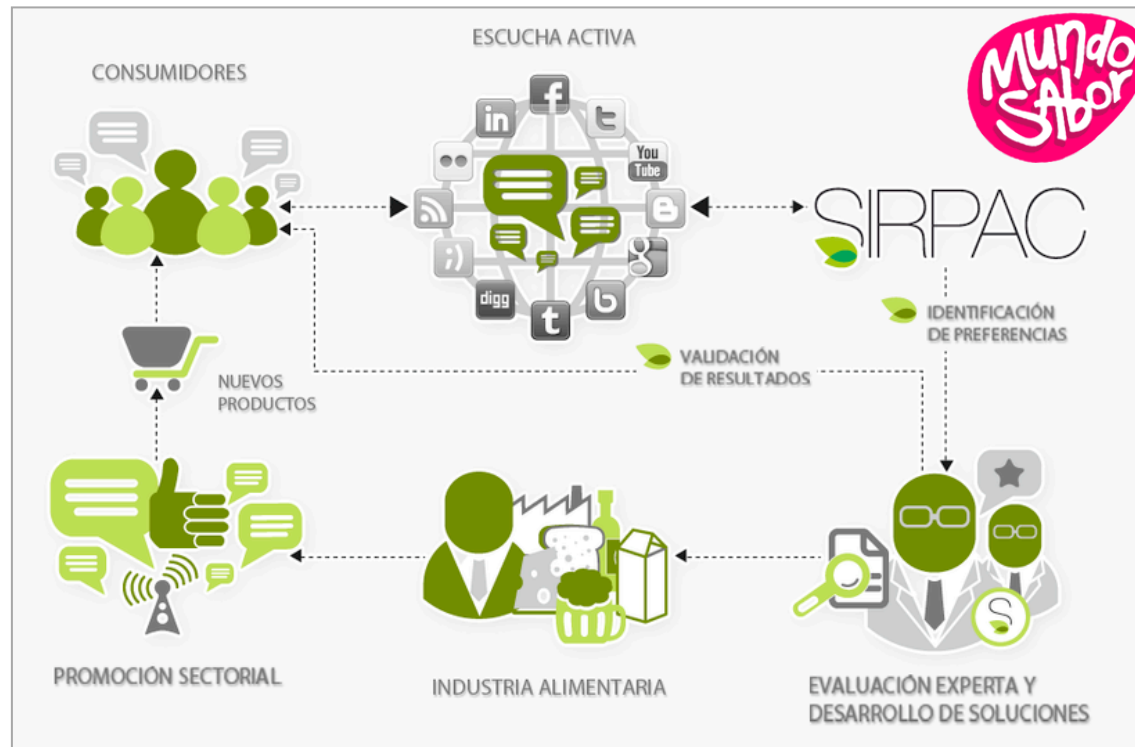 ESCUCHA ACTIVA
Mundo
Sabor
CONSUMIDORES
f
in
t
You
Tube
B
SIRPAC
;)
g
digg
b
t
IDENTIFICACIÓN
DE PREFERENCIAS
VALIDACIÓN
DE RESULTADOS
NUEVOS
PRODUCTOS
S
PROMOCIÓN SECTORIAL
INDUSTRIA ALIMENTARIA
EVALUACIÓN EXPERTA Y
DESARROLLO DE SOLUCIONES